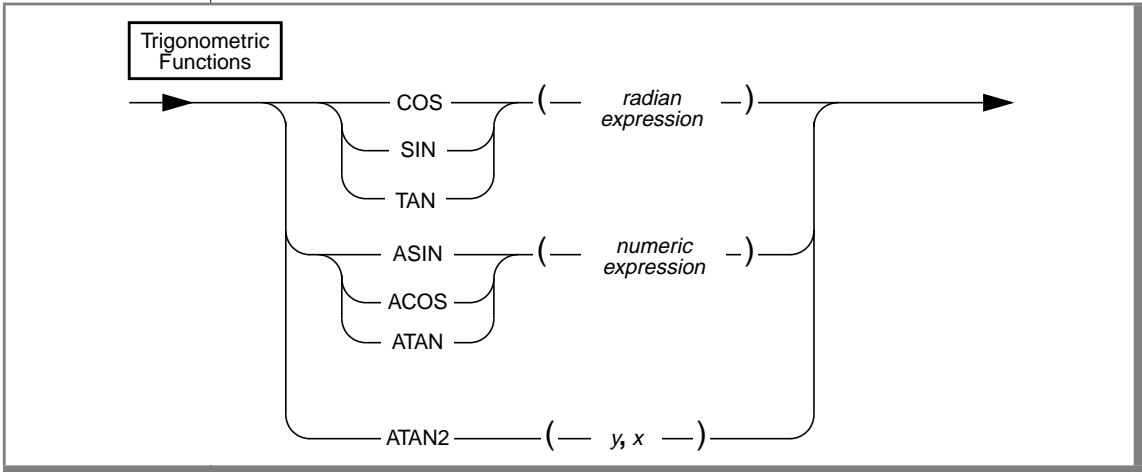 Trigonometric
Functions
COS ( radian
expression )
SIN
TAN
ASIN ( numeric
expression )
ACOS
ATAN
ATAN2 ( y, x )